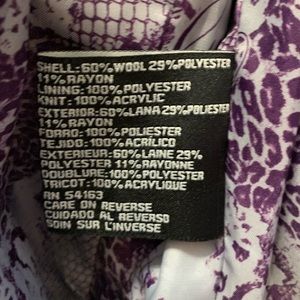 SHELL:60%WOOL 29%POLYESTER
11%RAYON
LINING:100%POLYESTER
KNIT:100%ACRYLIC
EXTERIOR:60%LANA 29%POLIESTER
11%RAYON
FORRO:100%POLIESTER
TEJIDO:100%ACRÍLICO
EXTERIEUR:60%LAINE 29%
POLYESTER 11%RAYONNE
DOUBLURE:100%POLYESTER
TRICOT:100%ACRYLIQUE
RN 54163
CARE ON REVERSE
CUIDADO AL REVERSO
SOIN SUR L'INVERSE